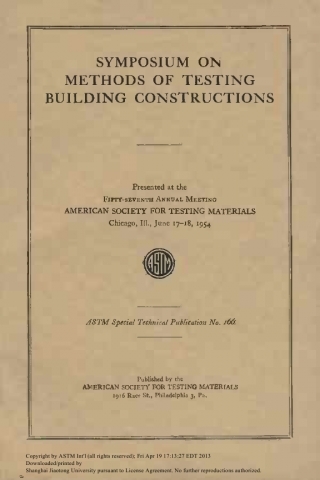 SYMPOSIUM ON
METHODS OF TESTING
BUILDING CONSTRUCTIONS
Presented at the
FIFTY-SEVENTH ANNUAL MEETING
AMERICAN SOCIETY FOR TESTING MATERIALS
Chicago, Ill., June 17-18, 1954
ASTM
ASTM Special Technical Publication No. 166
Published by the
AMERICAN SOCIETY FOR TESTING MATERIALS
1916 Race St., Philadelphia 3, Pa.
Copyright by ASTM Int'l (all rights reserved); Fri Apr 19 17:13:27 EDT 2013
Downloaded/printed by
Shanghai Jiaotong University pursuant to License Agreement. No further reproductions authorized.